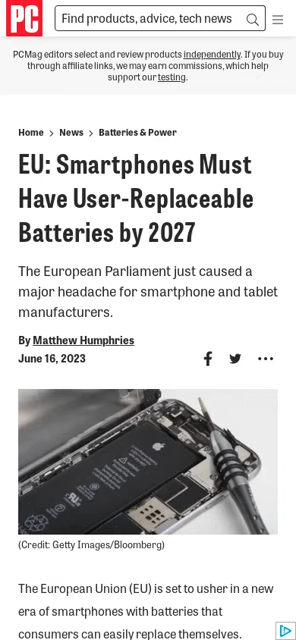 PC
Find products, advice, tech news
PCMag editors select and review products independently. If you buy
through affiliate links, we may earn commissions, which help
support our testing.
Home > News > Batteries & Power
EU: Smartphones Must
Have User-Replaceable
Batteries by 2027
The European Parliament just caused a
major headache for smartphone and tablet
manufacturers.
By Matthew Humphries
June 16, 2023
(Credit: Getty Images/Bloomberg)
The European Union (EU) is set to usher in a new
era of smartphones with batteries that
consumers can easily replace themselves.